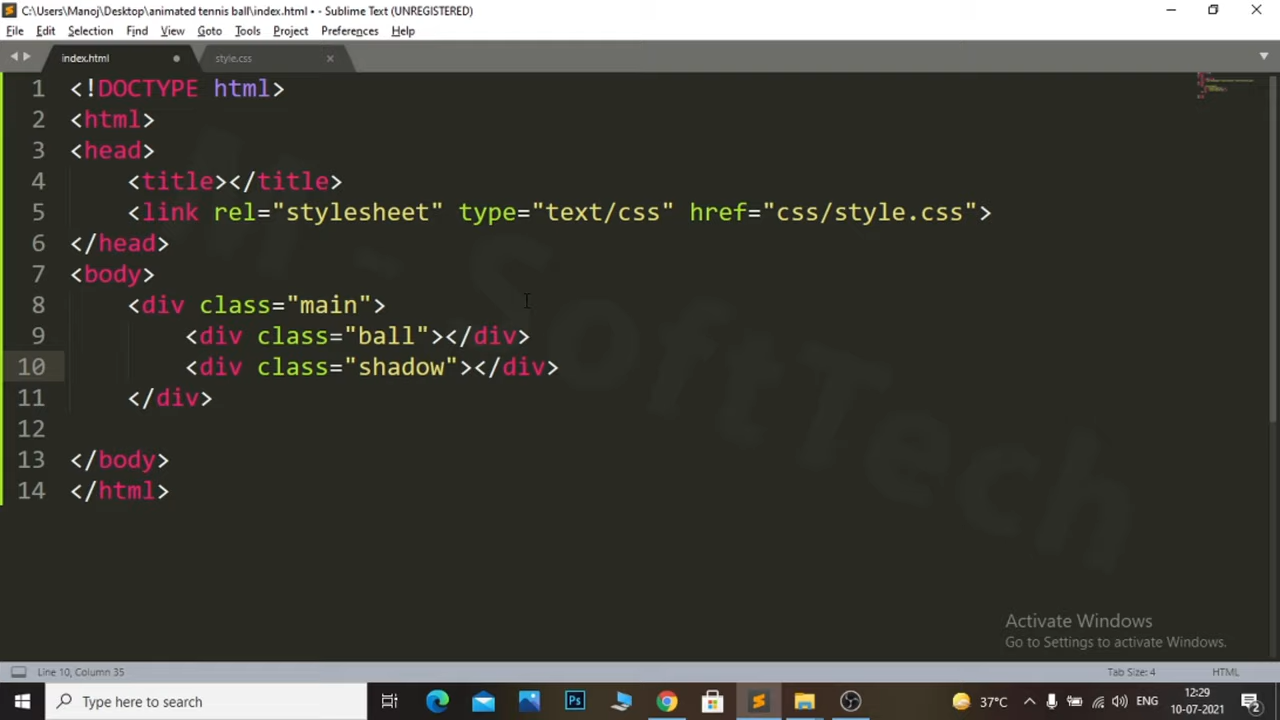 C:\Users\Manoj\Desktop\animated tennis ball\index.html • - Sublime Text (UNREGISTERED)
File Edit Selection Find View Goto Tools Project Preferences Help
index.html style.css
1 <!DOCTYPE html>
2 <html>
3 <head>
4 <title></title>
5 <link rel="stylesheet" type="text/css" href="css/style.css">
6 </head>
7 <body>
8 <div class="main">
9 <div class="ball"></div>
10 <div class="shadow"></div>
11 </div>
12
13 </body>
14 </html>
M - SoftTech
Activate Windows
Go to Settings to activate Windows.
Line 10, Column 35 Tab Size: 4 HTML
Type here to search Ps 37°C ENG 12:29
10-07-2021 2